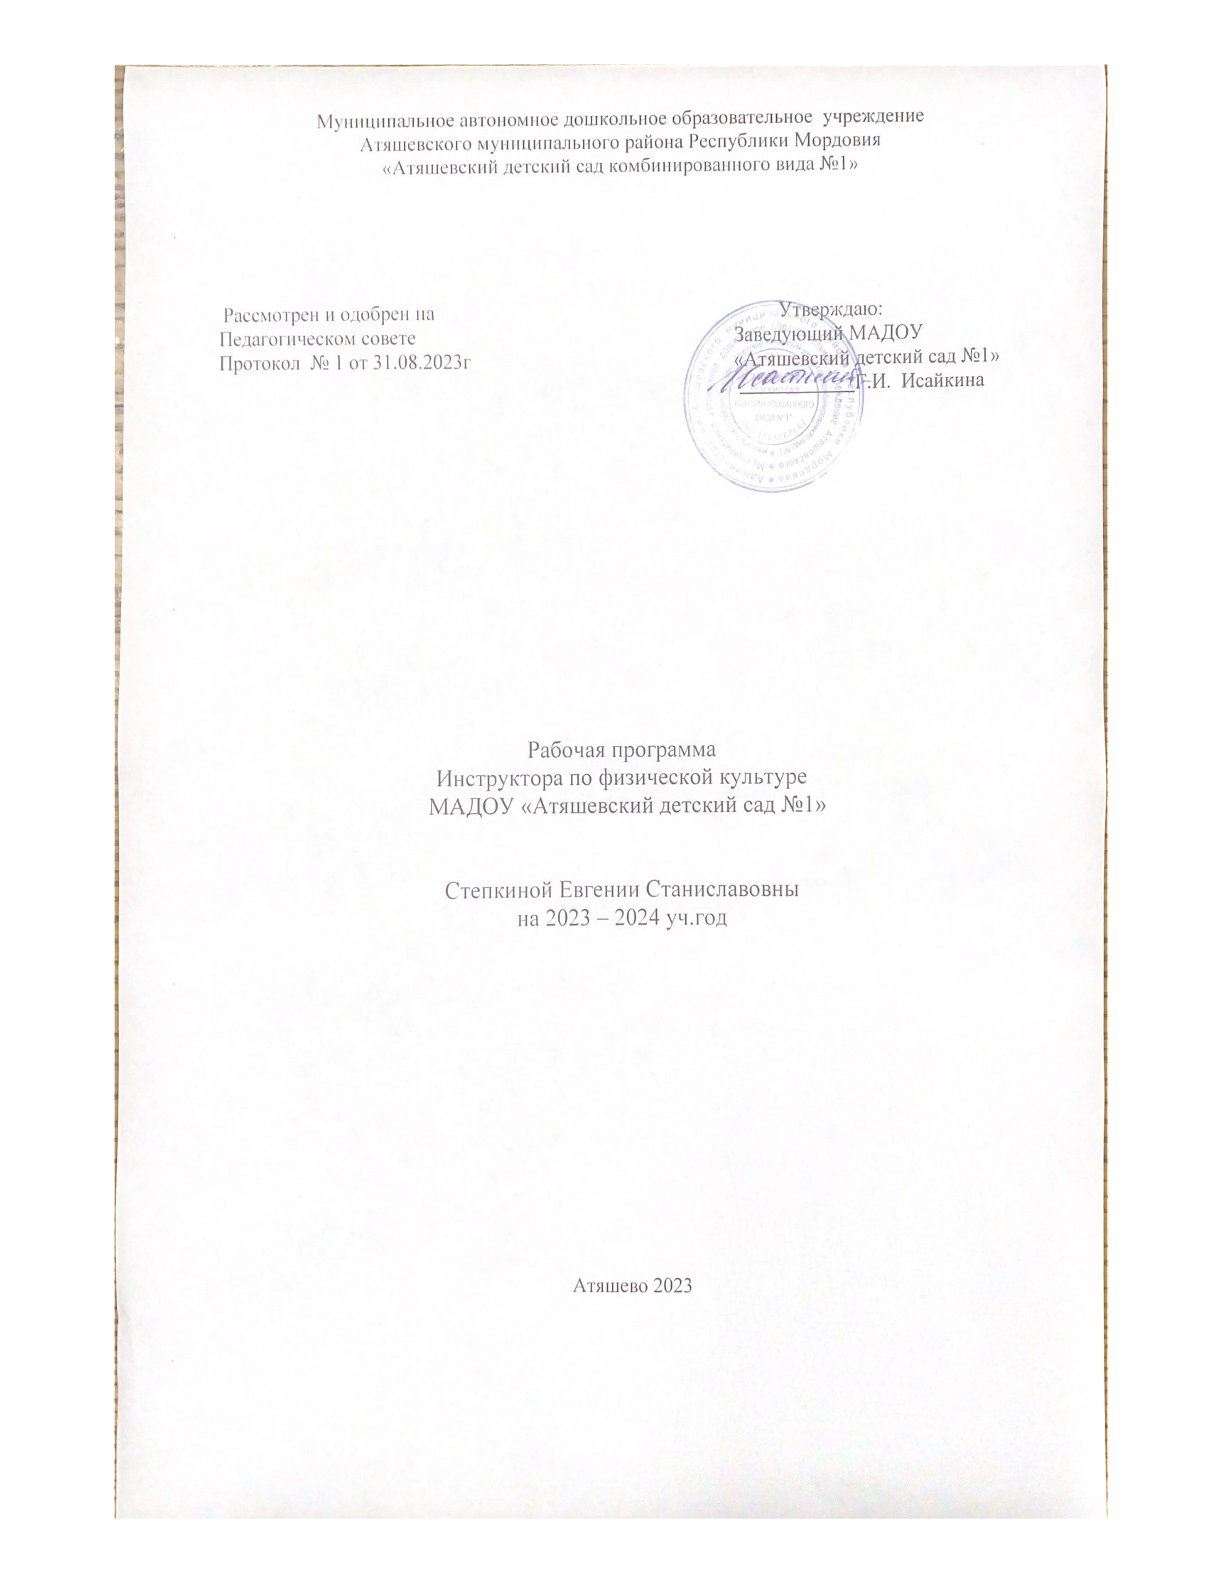 Муниципальное автономное дошкольное образовательное учреждение
Атяшевского муниципального района Республики Мордовия
«Атяшевский детский сад комбинированного вида №1»
Рассмотрен и одобрен на
Педагогическом совете
Протокол № 1 от 31.08.2023г
Утверждаю:
Заведующий МАДОУ
«Атяшевский детский сад №1»
Г.И. Исайкина
КОМБИНИРОВАННОГО
ВИДА №1"
Рабочая программа
Инструктора по физической культуре
МАДОУ «Атяшевский детский сад №1»
Степкиной Евгении Станиславовны
на 2023 – 2024 уч.год
Атяшево 2023